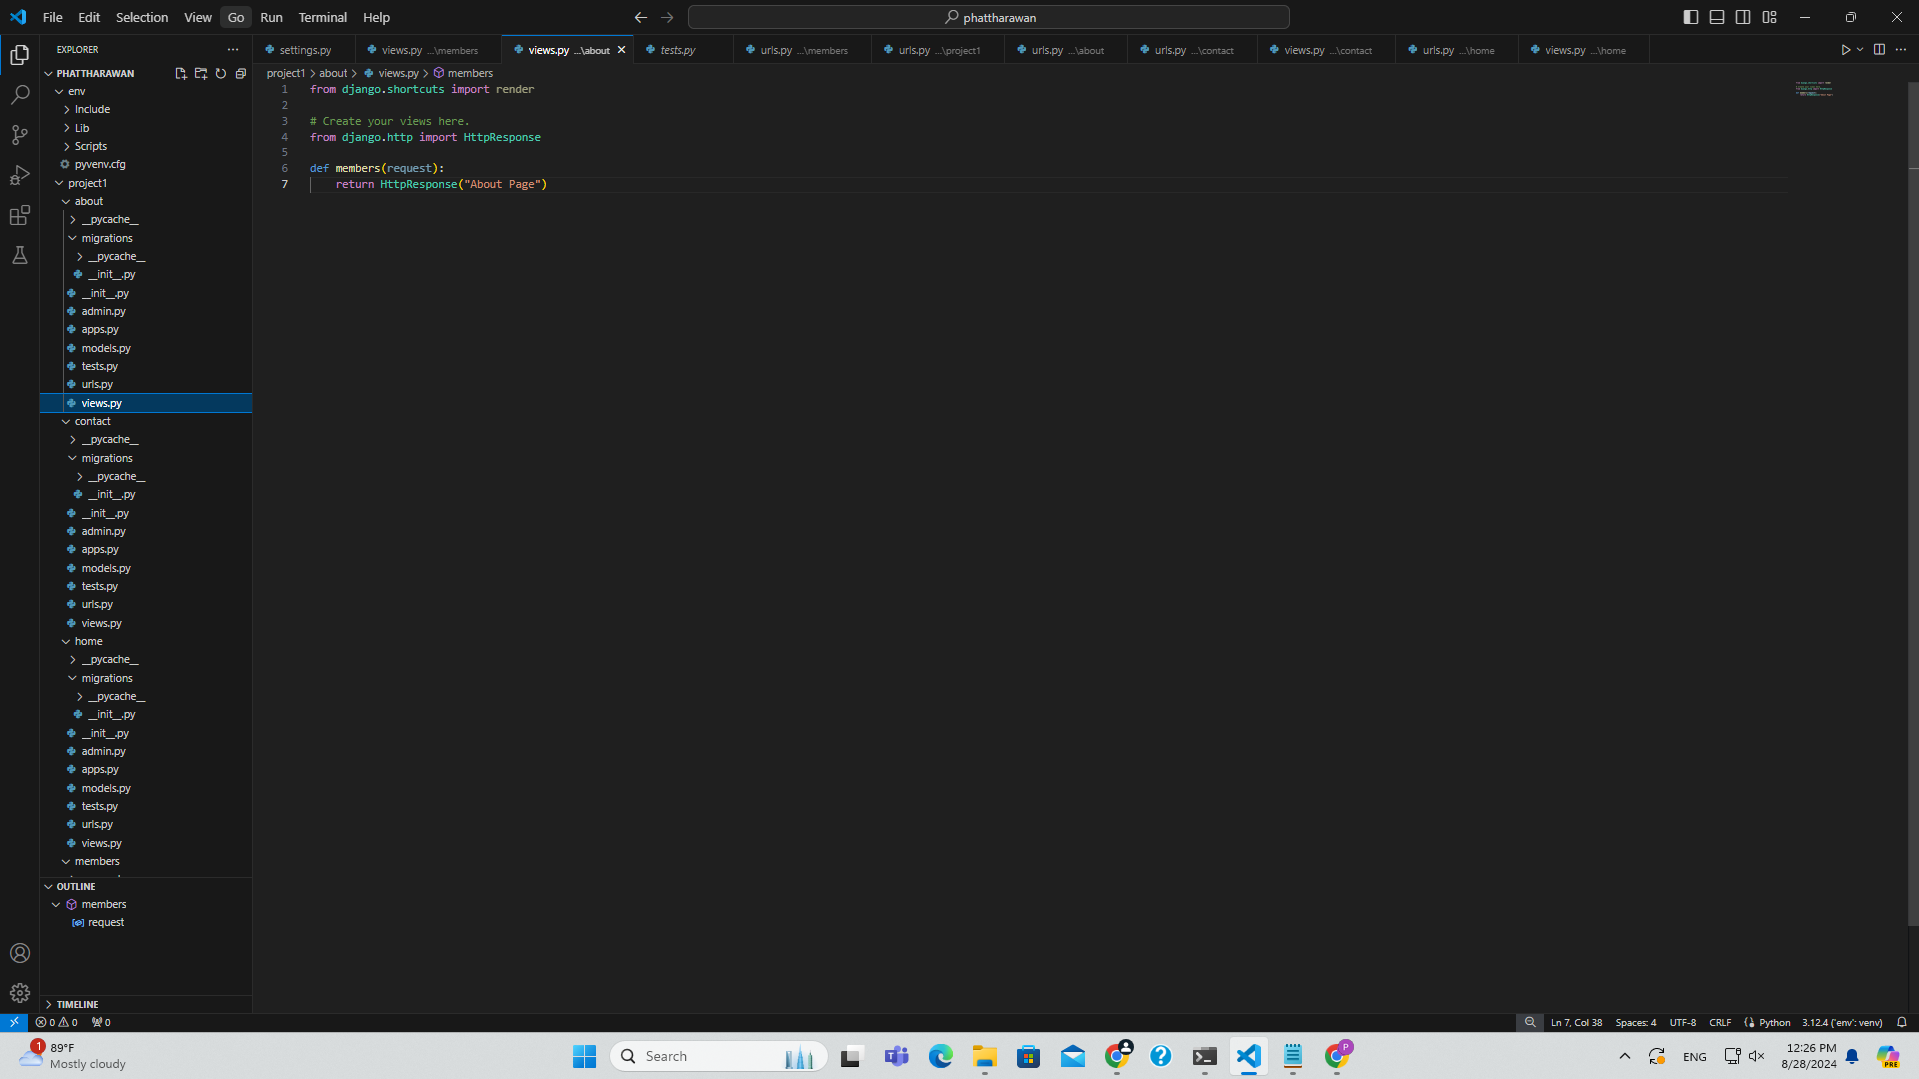 File Edit Selection View Go Run Terminal Help
phattharawan
EXPLORER
settings.py
views.py ...\members
views.py ...\about
tests.py
urls.py ...\members
urls.py ...\project1
urls.py ...\about
urls.py ...\contact
views.py ...\contact
urls.py ...\home
views.py ...\home
PHATTHARAWAN
env
Include
Lib
Scripts
pyvenv.cfg
project1
about
__pycache__
migrations
__pycache__
__init__.py
__init__.py
admin.py
apps.py
models.py
tests.py
urls.py
views.py
contact
__pycache__
migrations
__pycache__
__init__.py
__init__.py
admin.py
apps.py
models.py
tests.py
urls.py
views.py
home
__pycache__
migrations
__pycache__
__init__.py
__init__.py
admin.py
apps.py
models.py
tests.py
urls.py
views.py
members
OUTLINE
members
request
TIMELINE
project1 > about > views.py > members
1 from django.shortcuts import render
2
3 # Create your views here.
4 from django.http import HttpResponse
5
6 def members(request):
7 return HttpResponse("About Page")
0 0 0
Ln 7, Col 38 Spaces: 4 UTF-8 CRLF Python 3.12.4 ('env': venv)
1
89°F
Mostly cloudy
Search
P
ENG
12:26 PM
8/28/2024
PRE